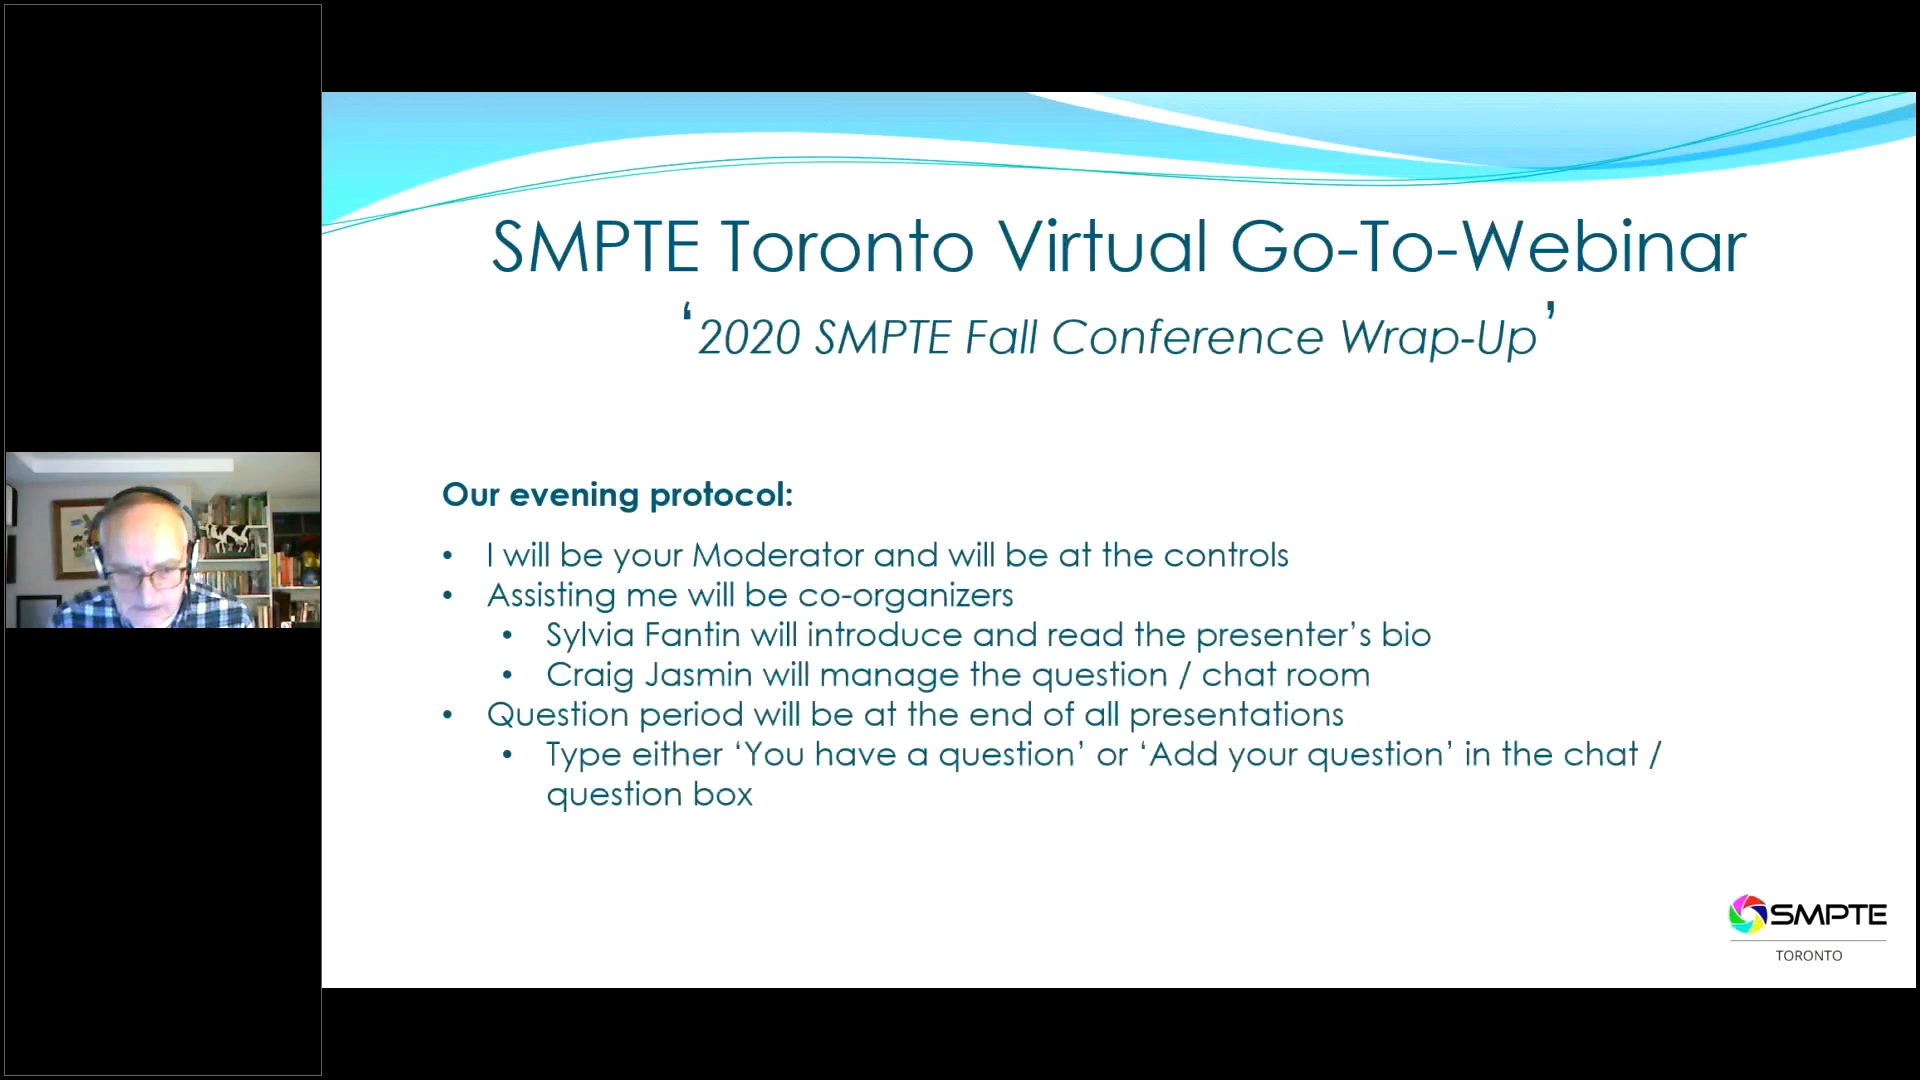 SMPTE Toronto Virtual Go-To-Webinar
‘2020 SMPTE Fall Conference Wrap-Up’
Our evening protocol:
• I will be your Moderator and will be at the controls
• Assisting me will be co-organizers
• Sylvia Fantin will introduce and read the presenter’s bio
• Craig Jasmin will manage the question / chat room
• Question period will be at the end of all presentations
• Type either ‘You have a question’ or ‘Add your question’ in the chat /
question box
SMPTE
TORONTO